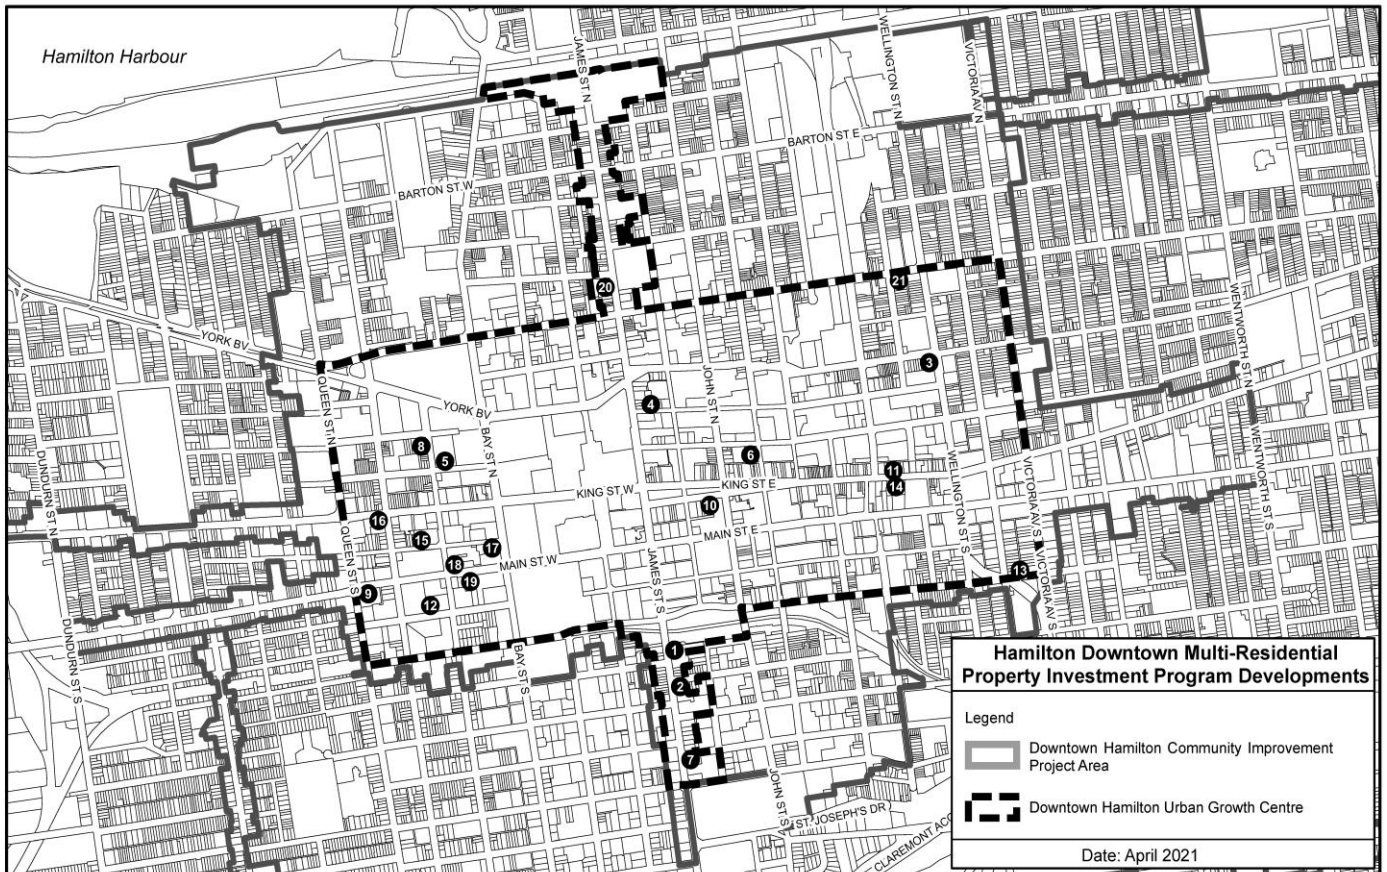 Hamilton Harbour
JAMES ST N
WELLINGTON ST N
VICTORIA AV N
BARTON ST E
BARTON ST W
20
21
YORK BV
QUEEN ST N
3
JOHN ST N
4
YORK BV
WENTWORTH ST N
8
5
BAY ST N
6
DUNDURN ST N
11
14
KING ST W
KING ST E
10
WELLINGTON ST S
VICTORIA AV S
WENTWORTH ST S
16
15
17
MAIN ST E
QUEEN ST S
18
MAIN ST W
19
JAMES ST S
13
VICTORIA AV S
9
12
DUNDURN ST S
BAY ST S
1
2
7
JOHN ST S
ST. JOSEPH'S DR
CLAREMONT ACC
Hamilton Downtown Multi-Residential
Property Investment Program Developments
Legend
Downtown Hamilton Community Improvement
Project Area
Downtown Hamilton Urban Growth Centre
Date: April 2021